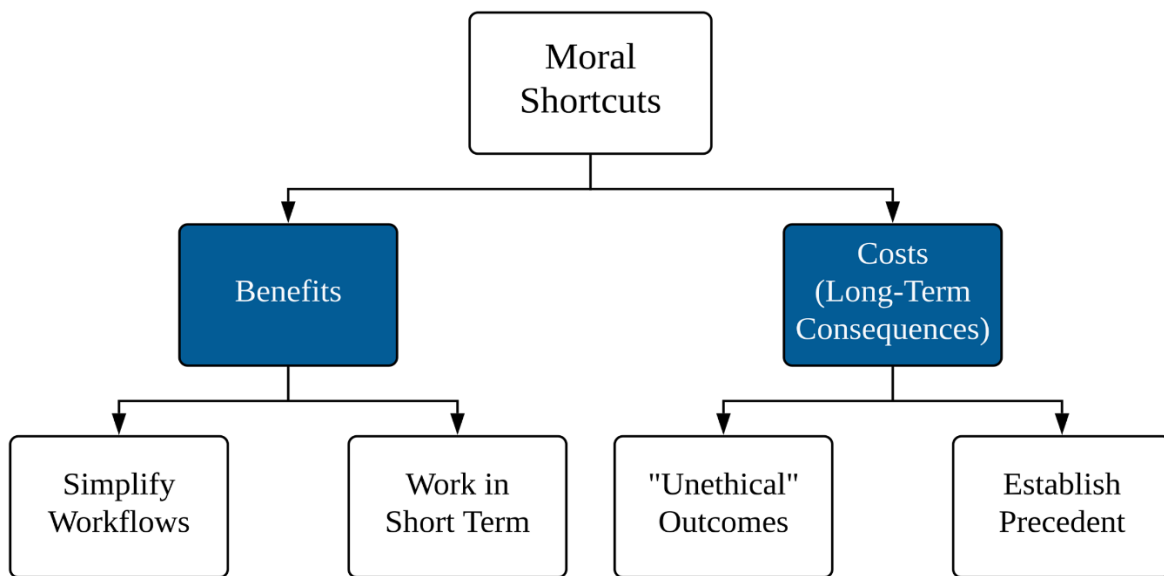 Moral
Shortcuts
Benefits
Costs
(Long-Term
Consequences)
Simplify
Workflows
Work in
Short Term
"Unethical"
Outcomes
Establish
Precedent